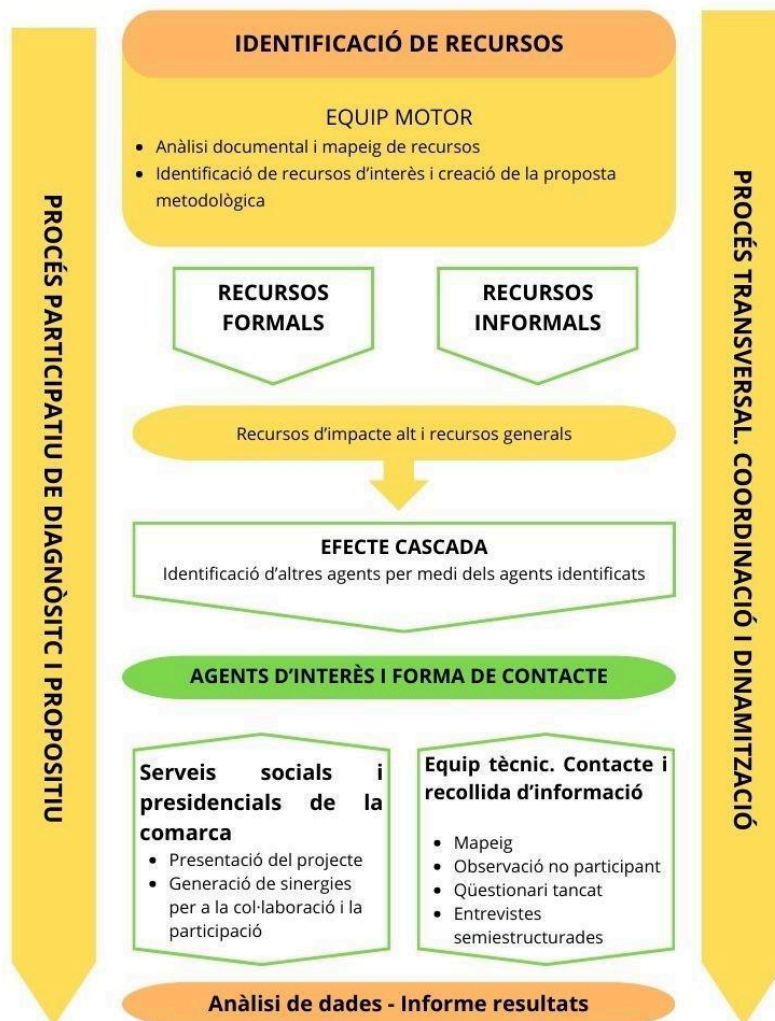 IDENTIFICACIÓ DE RECURSOS
EQUIP MOTOR
• Anàlisi documental i mapeig de recursos
• Identificació de recursos d'interès i creació de la proposta
metodològica
PROCÉS PARTICIPATIU DE DIAGNÒSITC I PROPOSITIU
PROCÉS TRANSVERSAL. COORDINACIÓ I DINAMITZACIÓ
RECURSOS
FORMALS
RECURSOS
INFORMALS
Recursos d'impacte alt i recursos generals
EFECTE CASCADA
Identificació d'altres agents per medi dels agents identificats
AGENTS D'INTERÈS I FORMA DE CONTACTE
Serveis socials i
presidencials de la
comarca
• Presentació del projecte
• Generació de sinergies
per a la col·laboració i la
participació
Equip tècnic. Contacte i
recollida d'informació
• Mapeig
• Observació no participant
• Qüestionari tancat
• Entrevistes
semiestructurades
Anàlisi de dades - Informe resultats